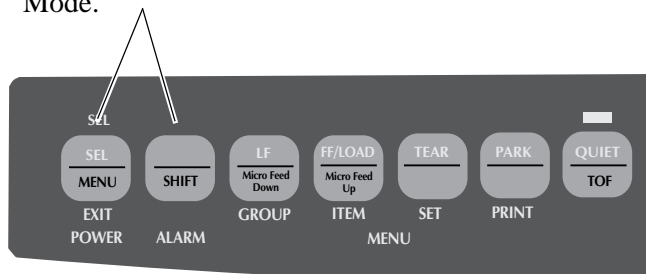 Mode.
SEL
SEL LF FF/LOAD TEAR PARK QUIET
MENU SHIFT Micro Feed Down Micro Feed Up TOF
EXIT GROUP ITEM SET PRINT
POWER ALARM MENU